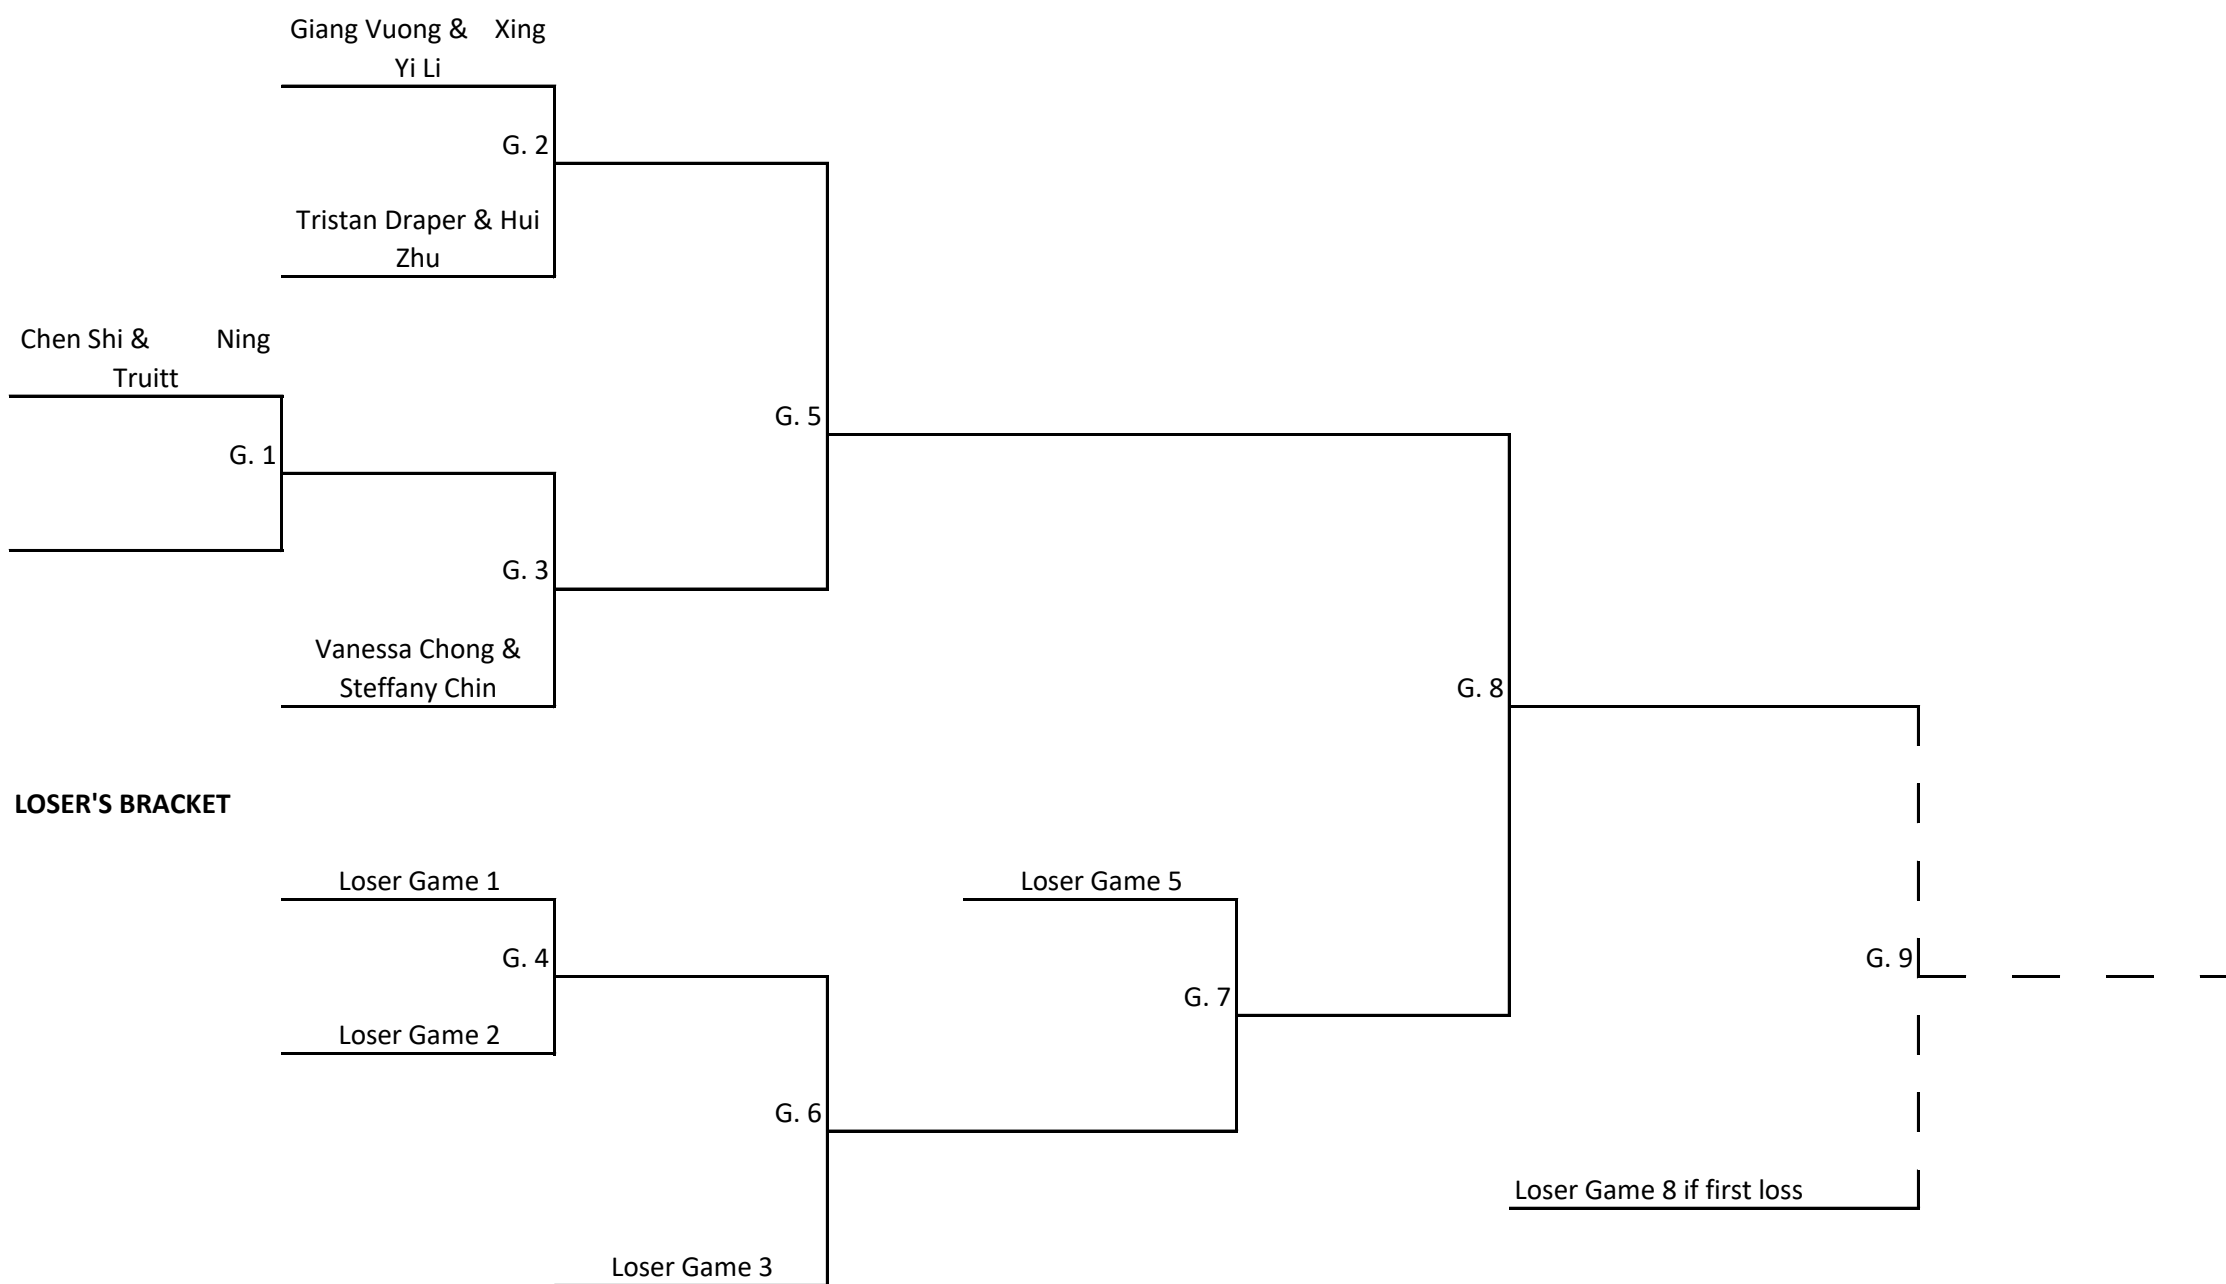 Giang Vuong & Xing
Yi Li
G. 2
Tristan Draper & Hui
Zhu
Chen Shi & Ning
Truitt
G. 5
G. 1
G. 3
Vanessa Chong &
Steffany Chin
G. 8
LOSER'S BRACKET
Loser Game 1
Loser Game 5
G. 4
G. 9
G. 7
Loser Game 2
G. 6
Loser Game 8 if first loss
Loser Game 3